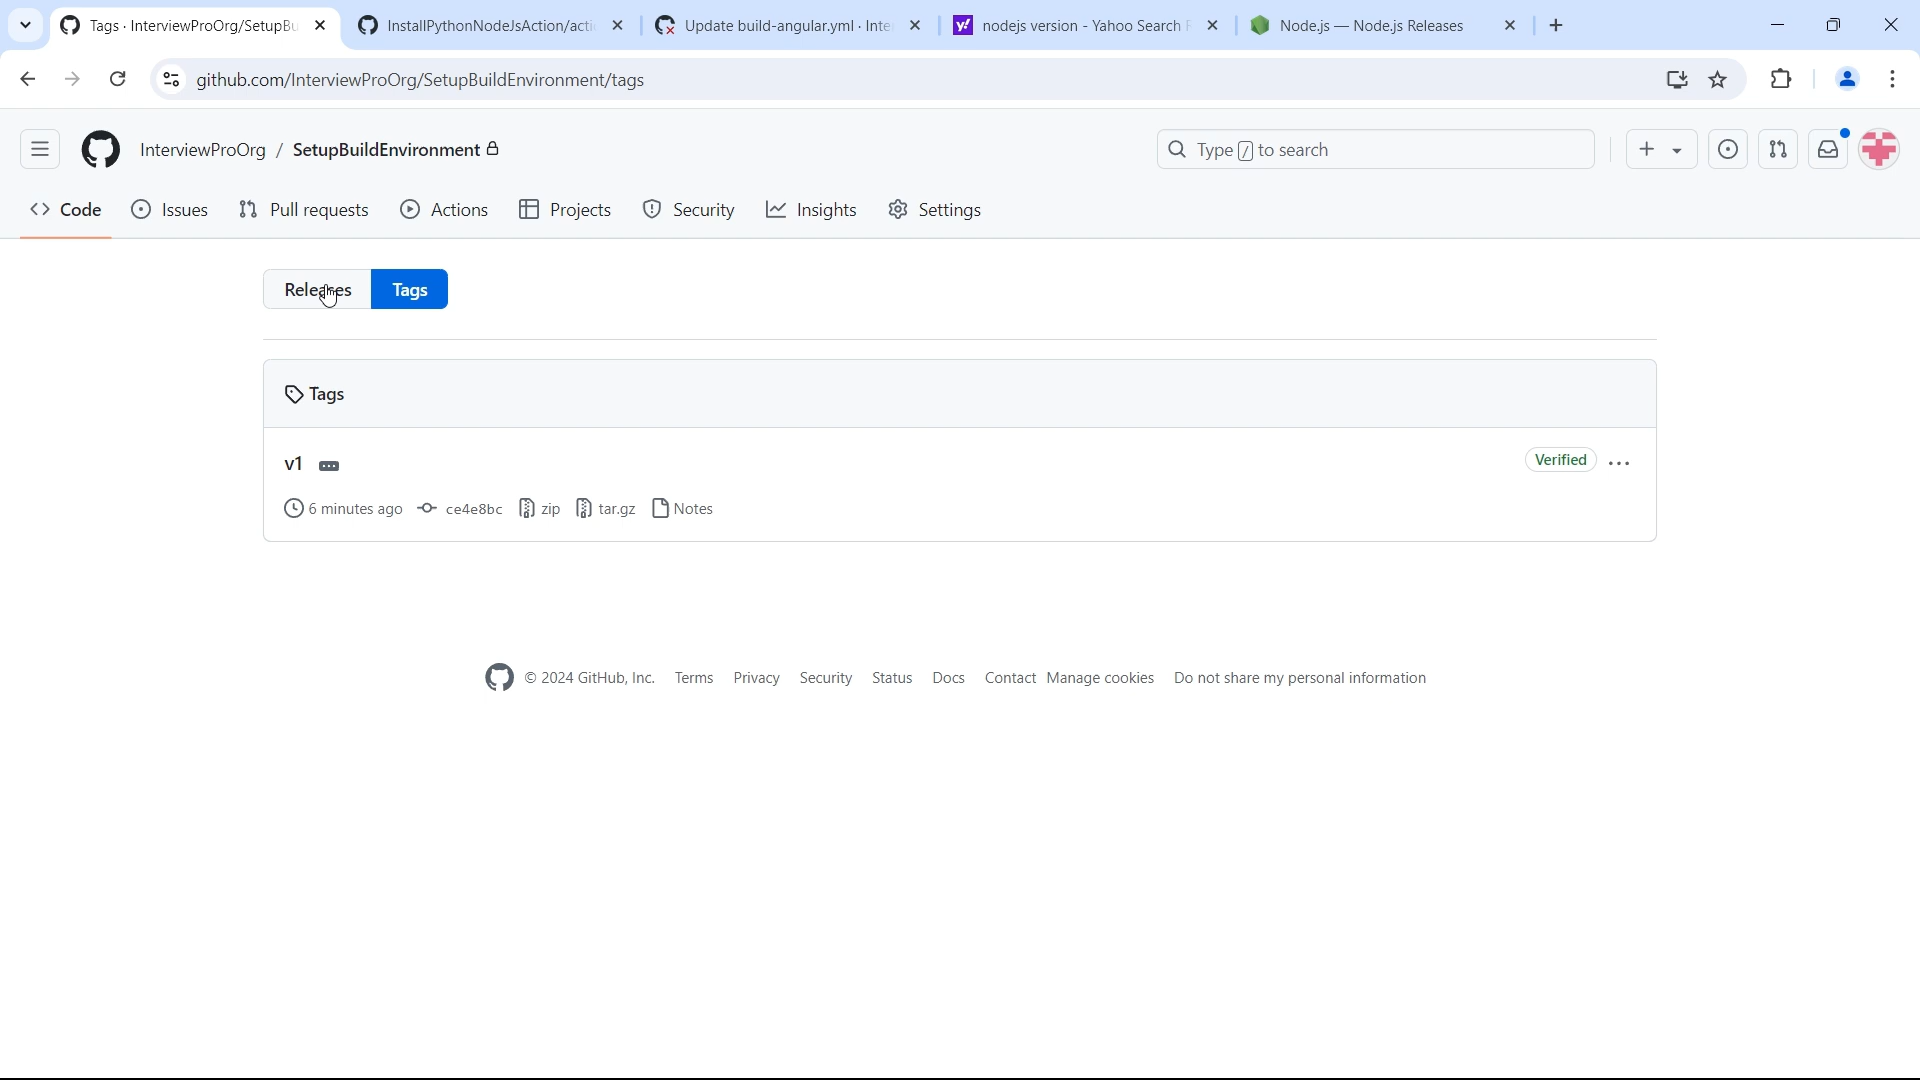 Tags · InterviewProOrg/SetupBu
InstallPythonNodeJsAction/acti
Update build-angular.yml · Inte
nodejs version - Yahoo Search R
Node.js — Node.js Releases
github.com/InterviewProOrg/SetupBuildEnvironment/tags
InterviewProOrg / SetupBuildEnvironment
Type / to search
Code
Issues
Pull requests
Actions
Projects
Security
Insights
Settings
Releases
Tags
Tags
v1
Verified
6 minutes ago
ce4e8bc
zip
tar.gz
Notes
© 2024 GitHub, Inc.
Terms
Privacy
Security
Status
Docs
Contact
Manage cookies
Do not share my personal information